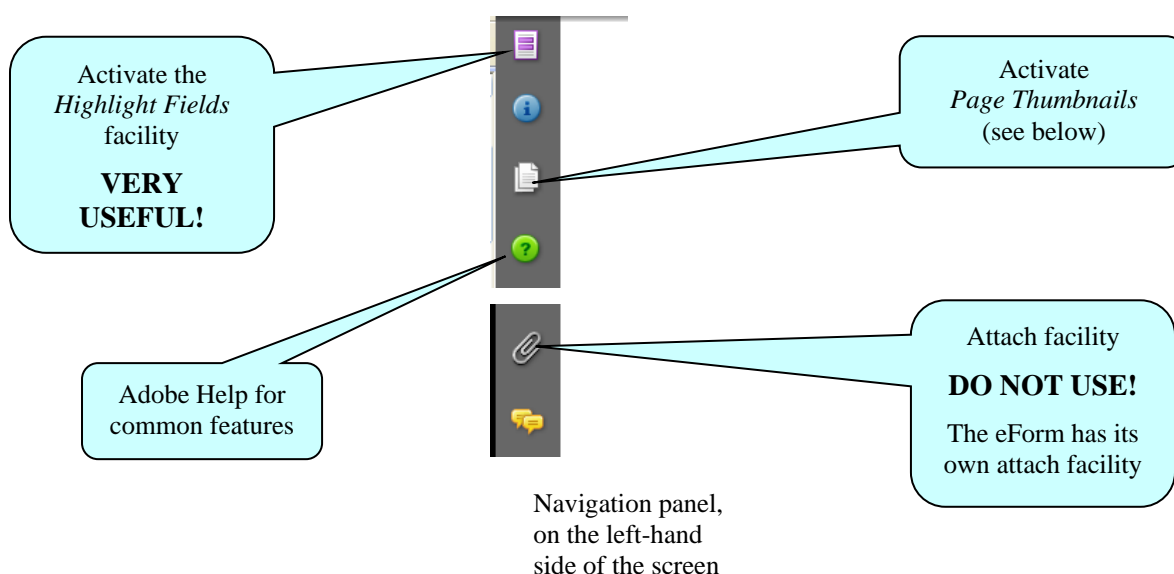 Activate the
Highlight Fields
facility
VERY
USEFUL!
Activate
Page Thumbnails
(see below)
Adobe Help for
common features
Attach facility
DO NOT USE!
The eForm has its
own attach facility
Navigation panel,
on the left-hand
side of the screen